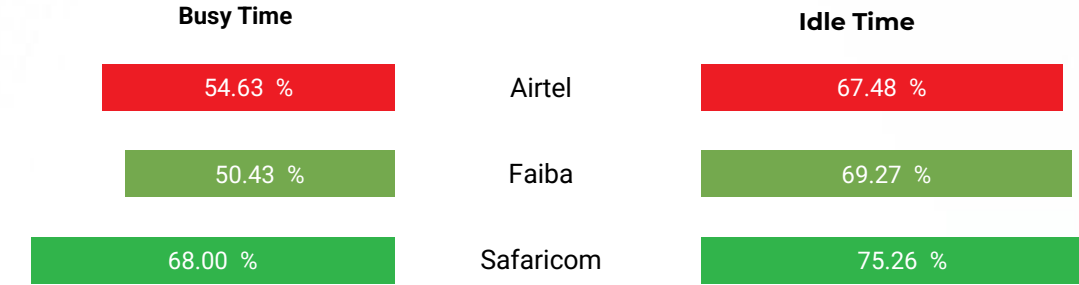 Busy Time Idle Time
54.63 % Airtel 67.48 %
50.43 % Faiba 69.27 %
68.00 % Safaricom 75.26 %